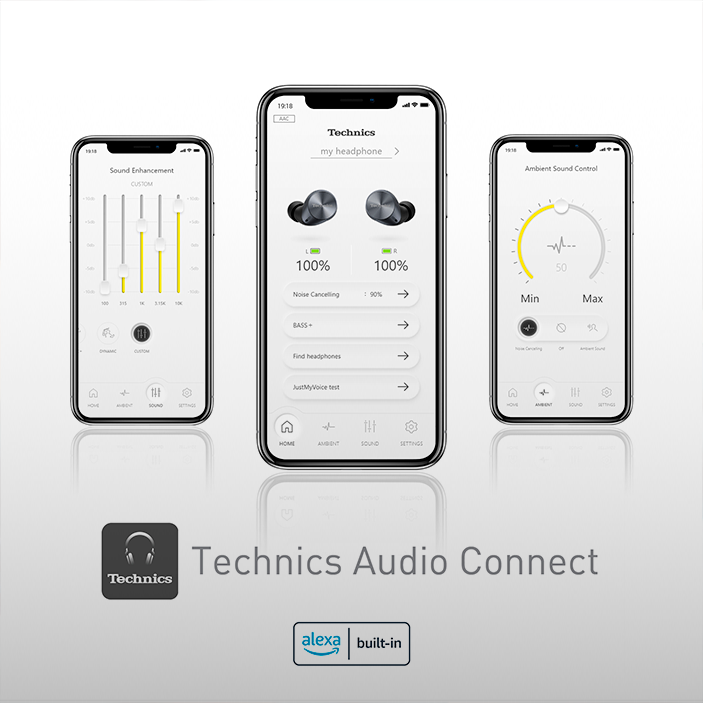 19:18
Sound Enhancement
CUSTOM
100
315
1K
3.15K
10K
DYNAMIC
CUSTOM
HOME
AMBIENT
SOUND
SETTINGS
19:18
AAC
Technics
my headphone
L
R
100%
100%
Noise Cancelling : 90%
BASS+
Find headphones
JustMyVoice test
HOME
AMBIENT
SOUND
SETTINGS
19:18
Ambient Sound Control
50
Min
Max
Noise Canceling
Off
Ambient Sound
HOME
AMBIENT
SOUND
SETTINGS
Technics
Technics Audio Connect
alexa built-in